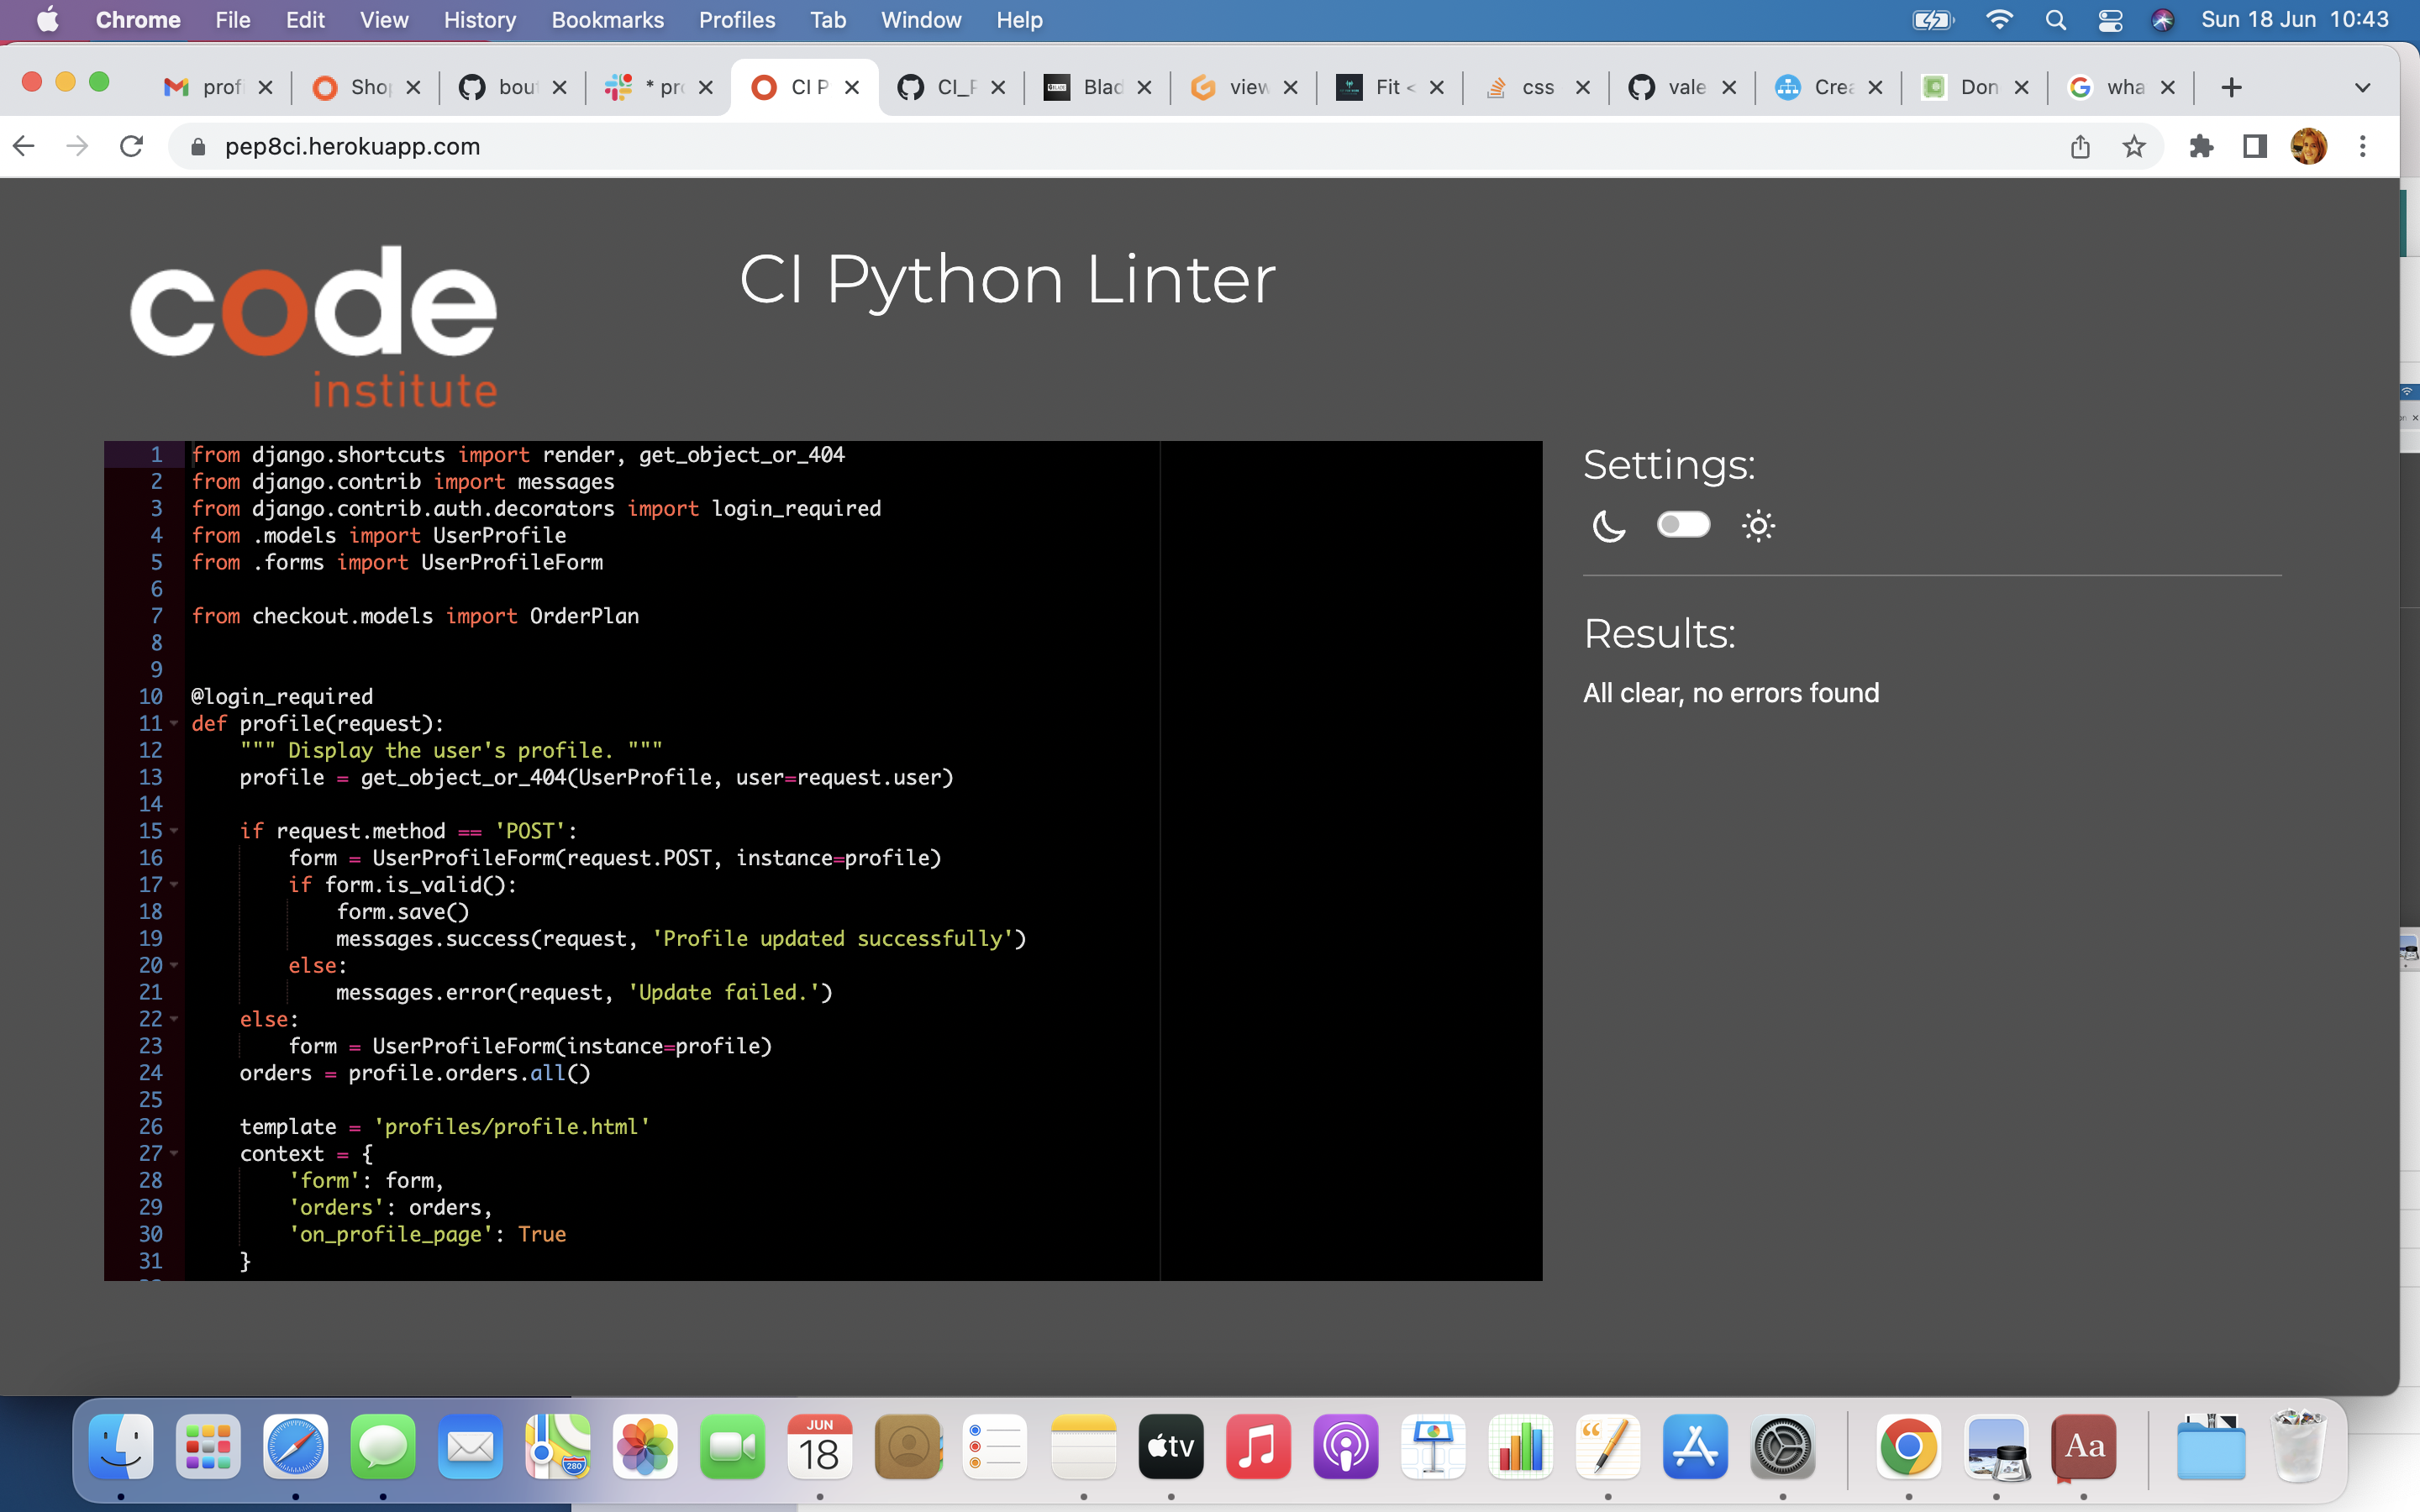 Chrome File Edit View History Bookmarks Profiles Tab Window Help Sun 18 Jun 10:43
prof Sho bou * pr CI P CI_F Blad view Fit < css vale Crea Don wha
pep8ci.herokuapp.com
code
institute
CI Python Linter
1 from django.shortcuts import render, get_object_or_404
2 from django.contrib import messages
3 from django.contrib.auth.decorators import login_required
4 from .models import UserProfile
5 from .forms import UserProfileForm
6
7 from checkout.models import OrderPlan
8
9
10 @login_required
11 def profile(request):
12 """ Display the user's profile. """
13 profile = get_object_or_404(UserProfile, user=request.user)
14
15 if request.method == 'POST':
16 form = UserProfileForm(request.POST, instance=profile)
17 if form.is_valid():
18 form.save()
19 messages.success(request, 'Profile updated successfully')
20 else:
21 messages.error(request, 'Update failed.')
22 else:
23 form = UserProfileForm(instance=profile)
24 orders = profile.orders.all()
25
26 template = 'profiles/profile.html'
27 context = {
28 'form': form,
29 'orders': orders,
30 'on_profile_page': True
31 }
Settings:
Results:
All clear, no errors found
JUN
18
tv
280
Aa